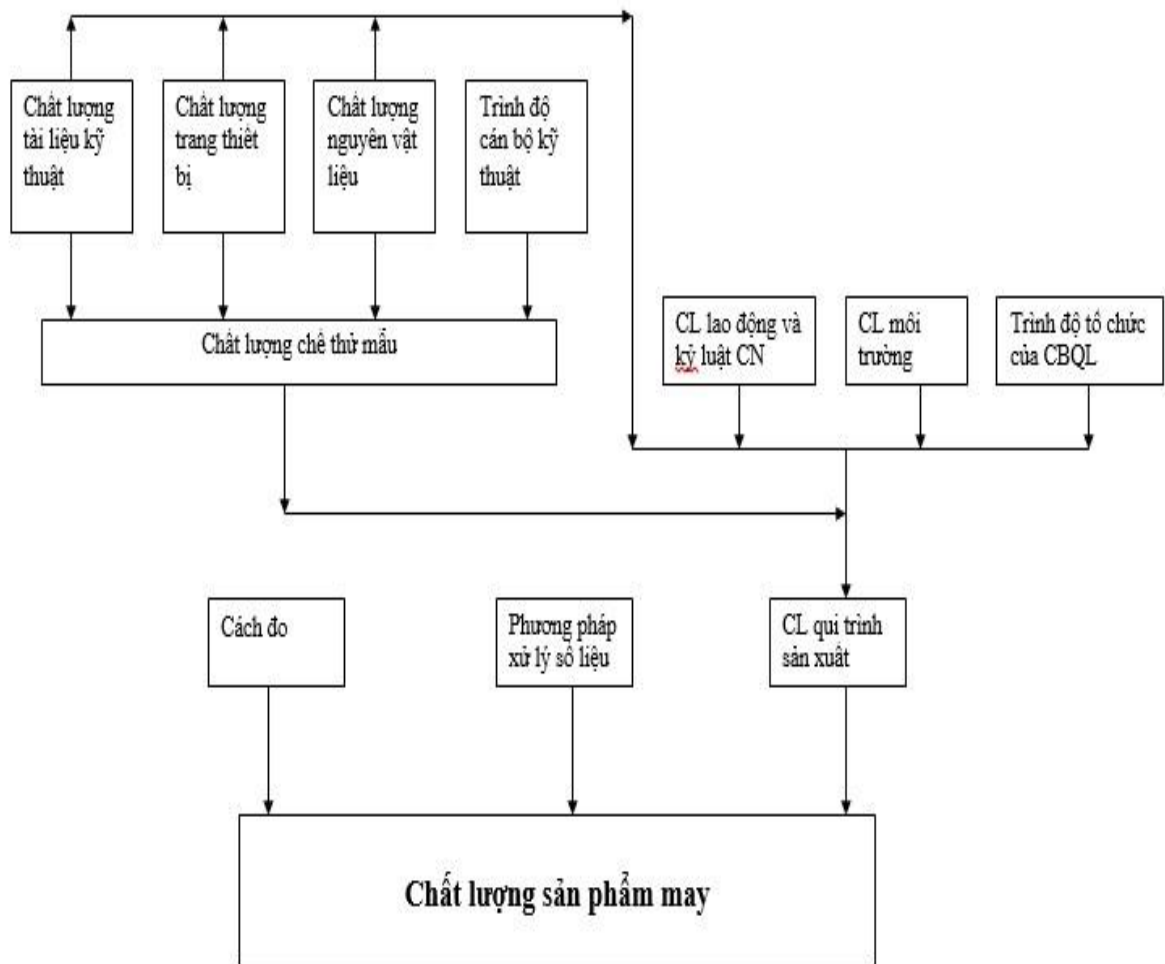 Chất lượng
tài liệu kỹ
thuật
Chất lượng
trang thiết
bị
Chất lượng
nguyên vật
liệu
Trình độ
cán bộ kỹ
thuật
Chất lượng chế thử mẫu
CL lao động và
kỷ luật CN
CL môi
trường
Trình độ tổ chức
của CBQL
Cách đo
Phương pháp
xử lý số liệu
CL qui trình
sản xuất
Chất lượng sản phẩm may